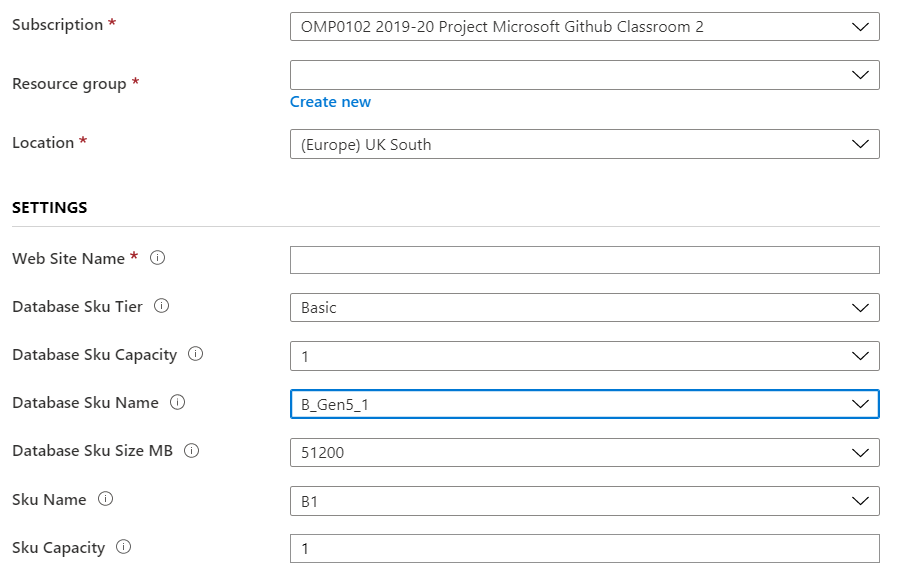 Subscription * OMP0102 2019-20 Project Microsoft Github Classroom 2
Resource group *
Create new
Location * (Europe) UK South
SETTINGS
Web Site Name *
Database Sku Tier Basic
Database Sku Capacity 1
Database Sku Name B_Gen5_1
Database Sku Size MB 51200
Sku Name B1
Sku Capacity 1